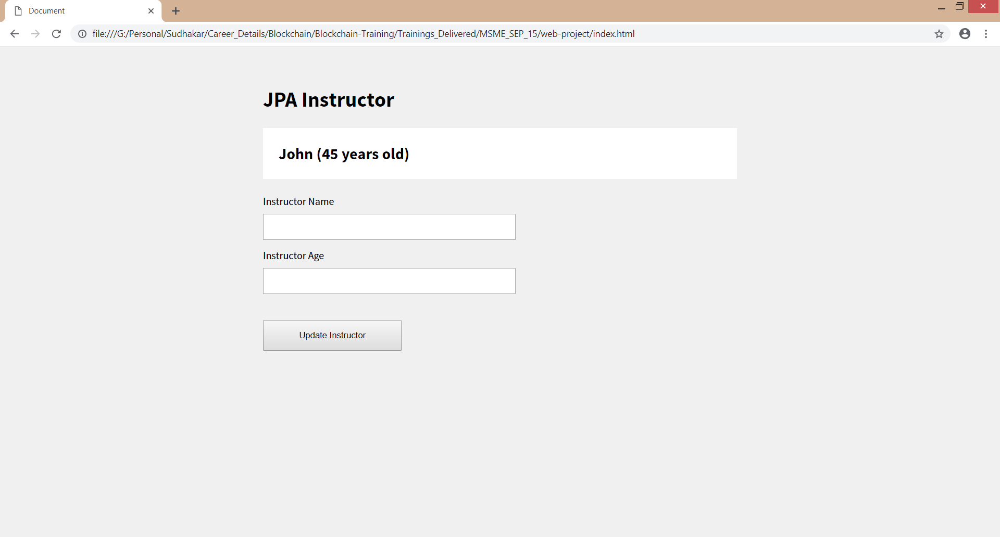 Document
file:///G:/Personal/Sudhakar/Career_Details/Blockchain/Blockchain-Training/Trainings_Delivered/MSME_SEP_15/web-project/index.html
JPA Instructor
John (45 years old)
Instructor Name
Instructor Age
Update Instructor